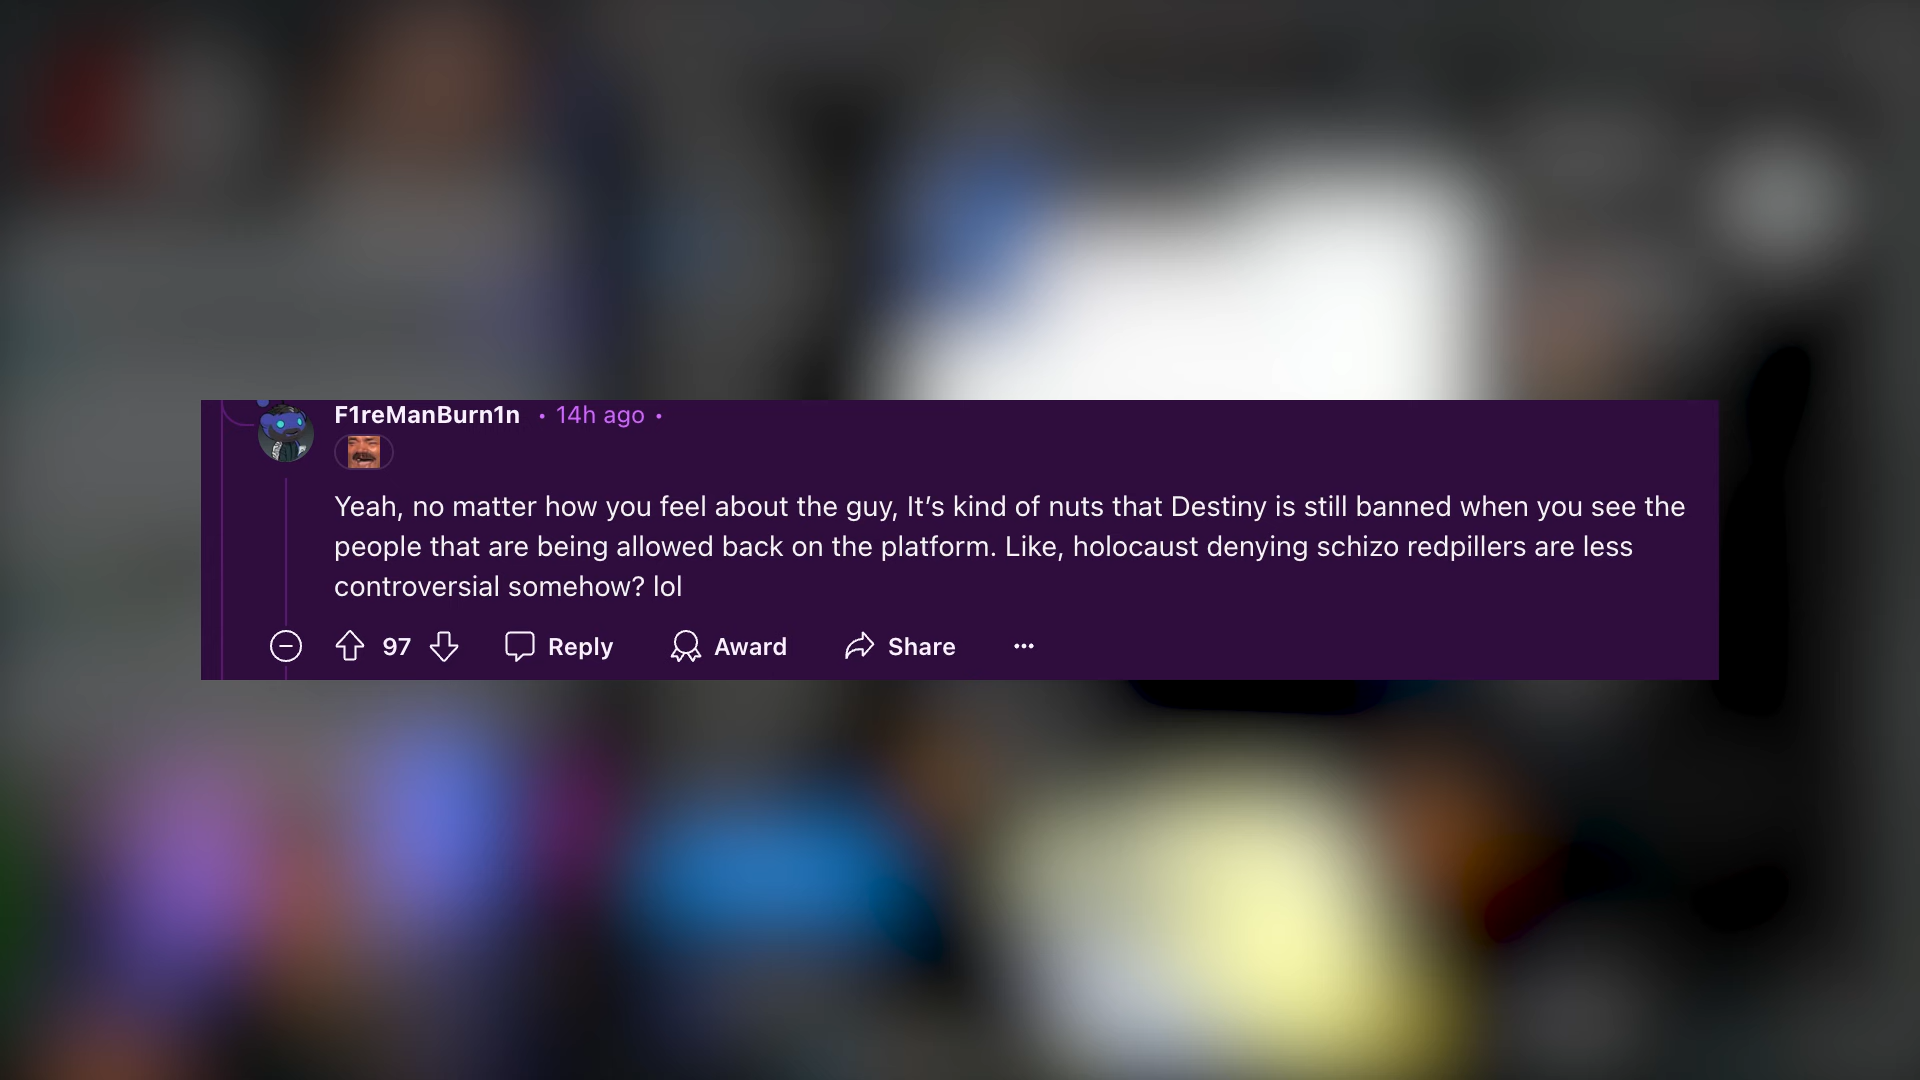 F1reManBurn1n • 14h ago •
Yeah, no matter how you feel about the guy, It’s kind of nuts that Destiny is still banned when you see the
people that are being allowed back on the platform. Like, holocaust denying schizo redpillers are less
controversial somehow? lol
97 Reply Award Share ···